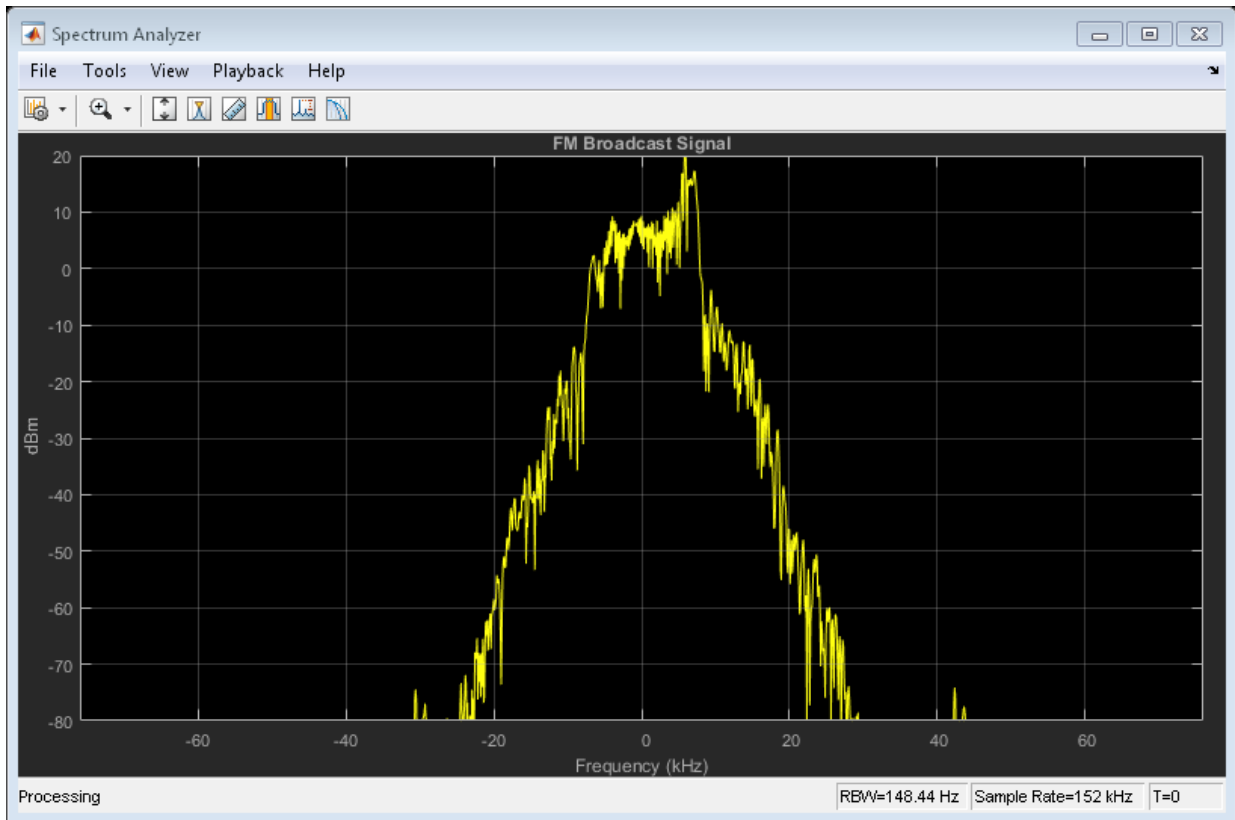 Spectrum Analyzer
File Tools View Playback Help
FM Broadcast Signal
20
10
0
-10
-20
-30
-40
-50
-60
-70
-80
dBm
-60 -40 -20 0 20 40 60
Frequency (kHz)
Processing RBW=148.44 Hz Sample Rate=152 kHz T=0